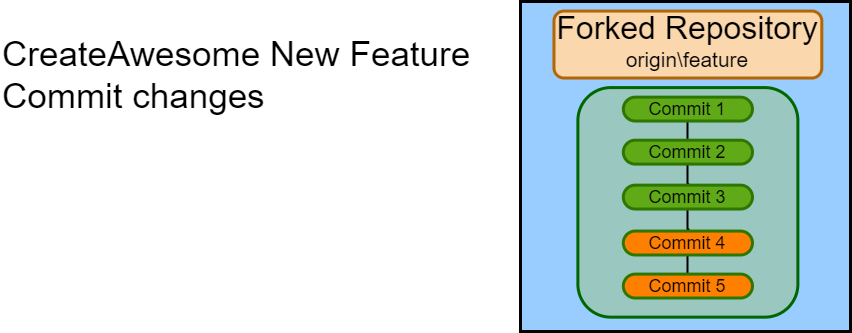 CreateAwesome New Feature
Commit changes
Forked Repository
origin\feature
Commit 1
Commit 2
Commit 3
Commit 4
Commit 5